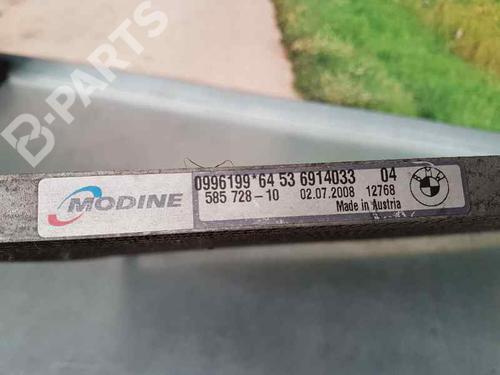 B-PARTS
MODINE
0996199*64 53 6914033 04
585 728-10 02.07.2008 12768
Made in Austria
BMW